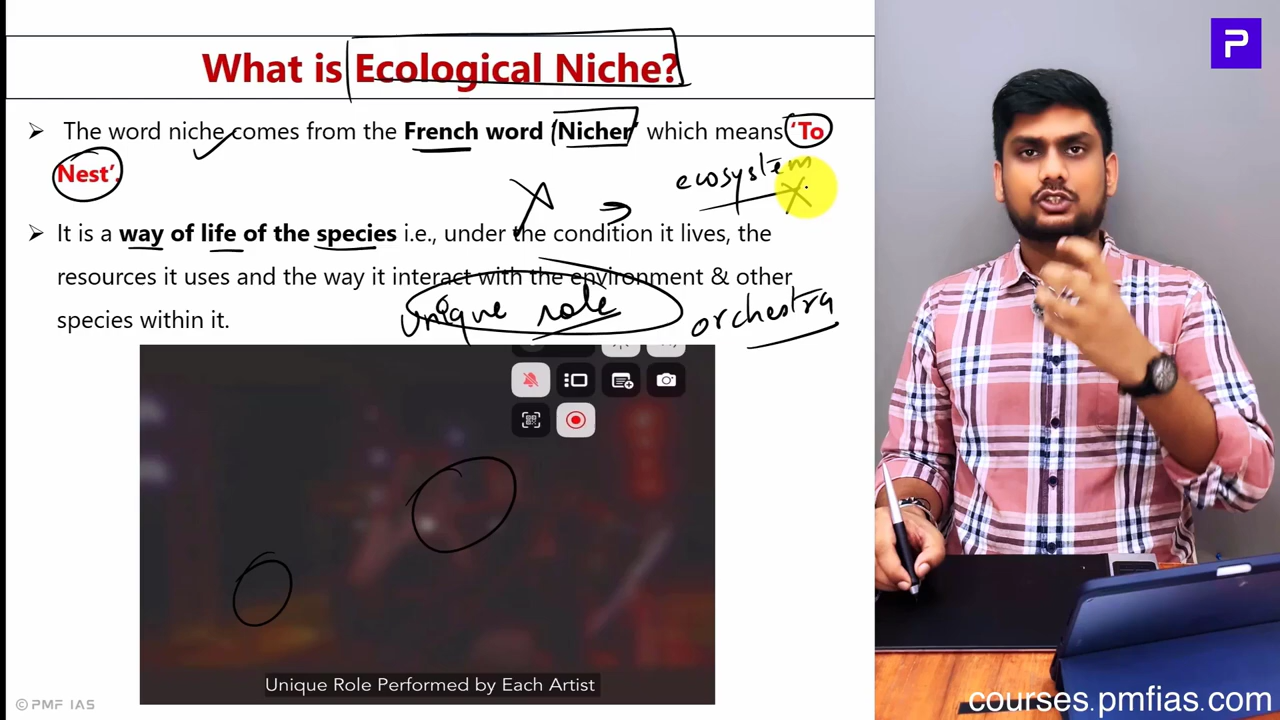 P
What is Ecological Niche?
➤ The word niche comes from the French word 'Nicher' which means 'To
Nest'.
ecosystem
➤ It is a way of life of the species i.e., under the condition it lives, the
resources it uses and the way it interact with the environment & other
species within it.
unique role
orchestra
Unique Role Performed by Each Artist
© PMF IAS
courses.pmfias.com